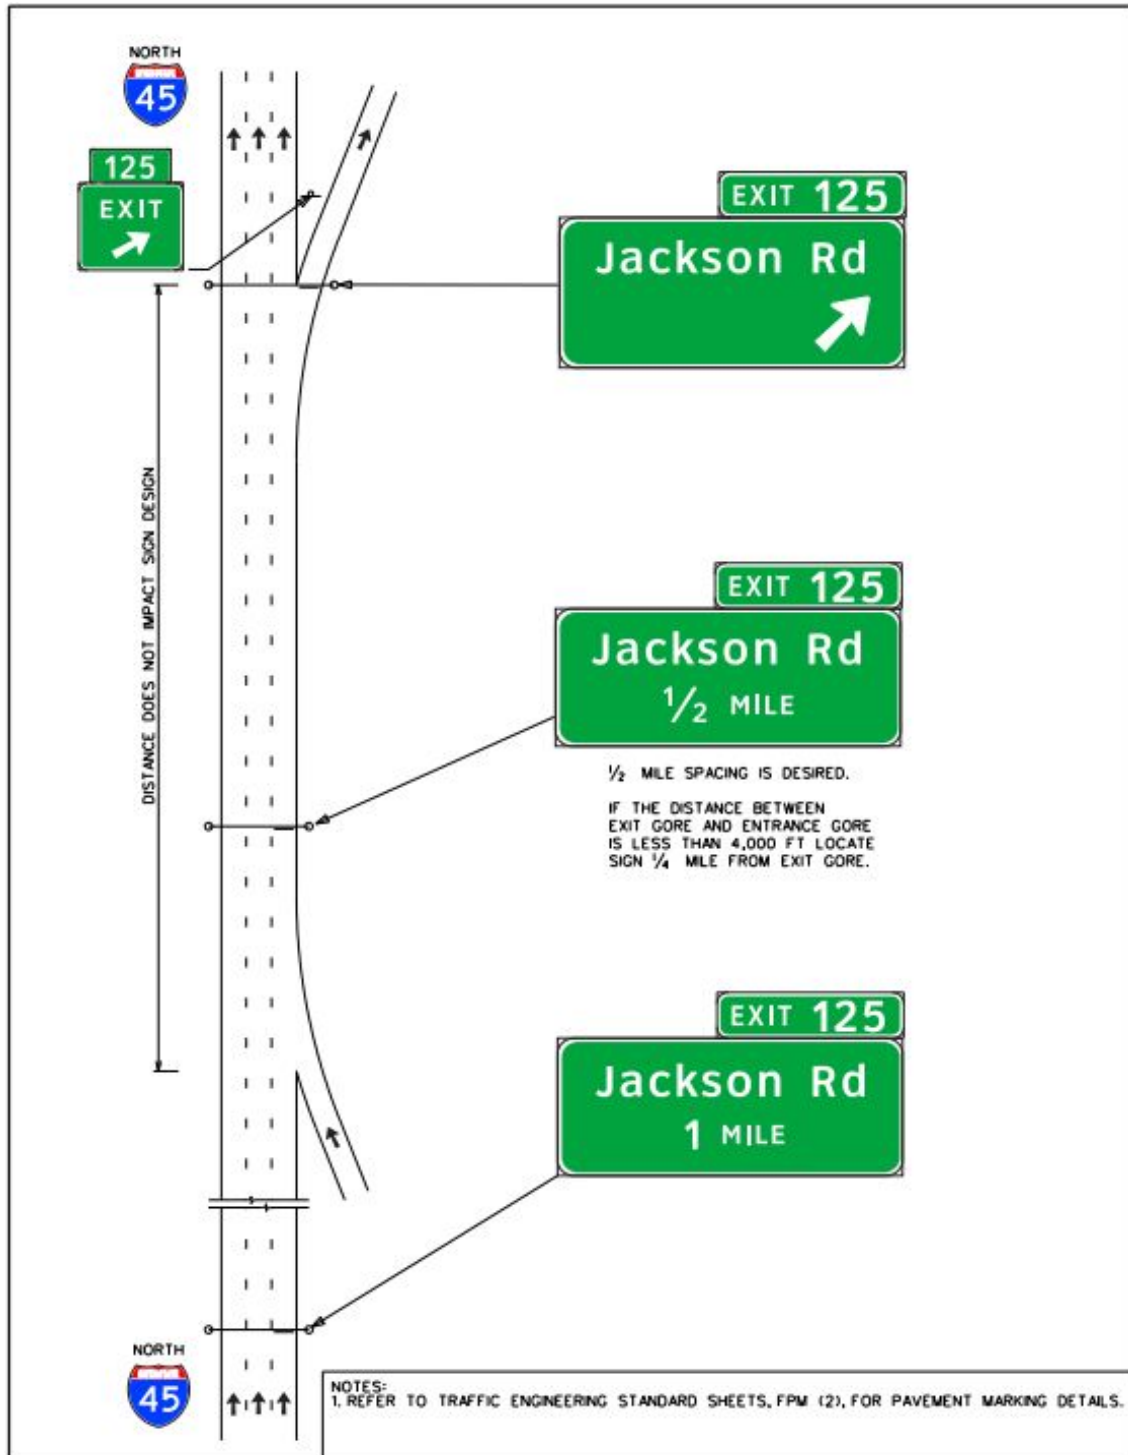 NORTH
45
125
EXIT
EXIT 125
Jackson Rd
DISTANCE DOES NOT IMPACT SIGN DESIGN
EXIT 125
Jackson Rd
1/2 MILE
1/2 MILE SPACING IS DESIRED.
IF THE DISTANCE BETWEEN
EXIT GORE AND ENTRANCE GORE
IS LESS THAN 4,000 FT LOCATE
SIGN 1/4 MILE FROM EXIT GORE.
EXIT 125
Jackson Rd
1 MILE
NORTH
45
NOTES:
1. REFER TO TRAFFIC ENGINEERING STANDARD SHEETS, FPM (2), FOR PAVEMENT MARKING DETAILS.